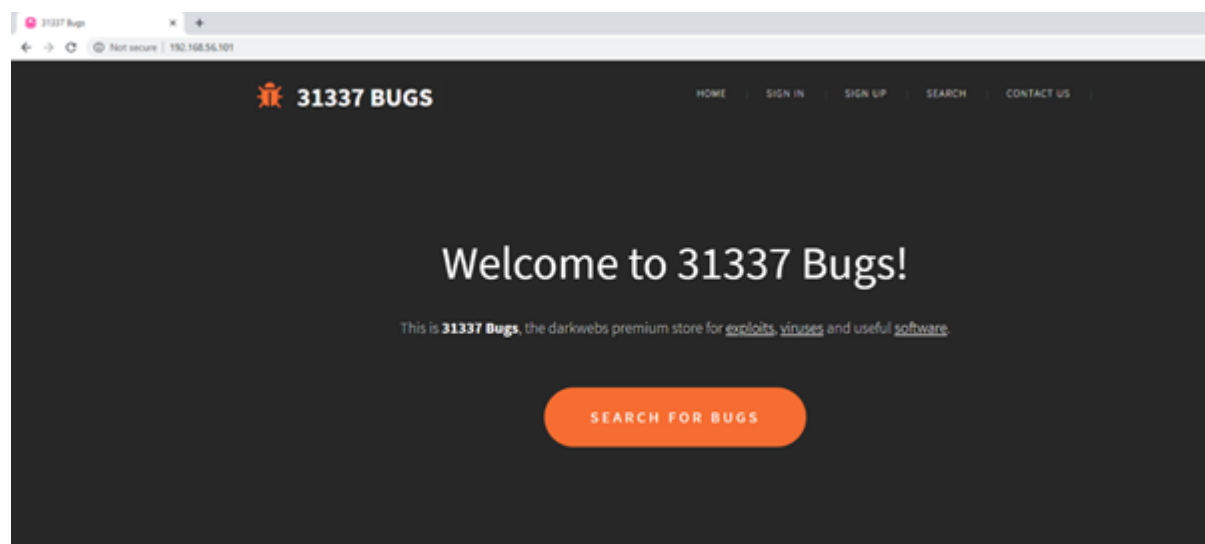 31337 Bugs
Not secure | 192.168.56.101
31337 BUGS
HOME SIGN IN SIGN UP SEARCH CONTACT US
Welcome to 31337 Bugs!
This is 31337 Bugs, the darkwebs premium store for exploits, viruses and useful software.
SEARCH FOR BUGS